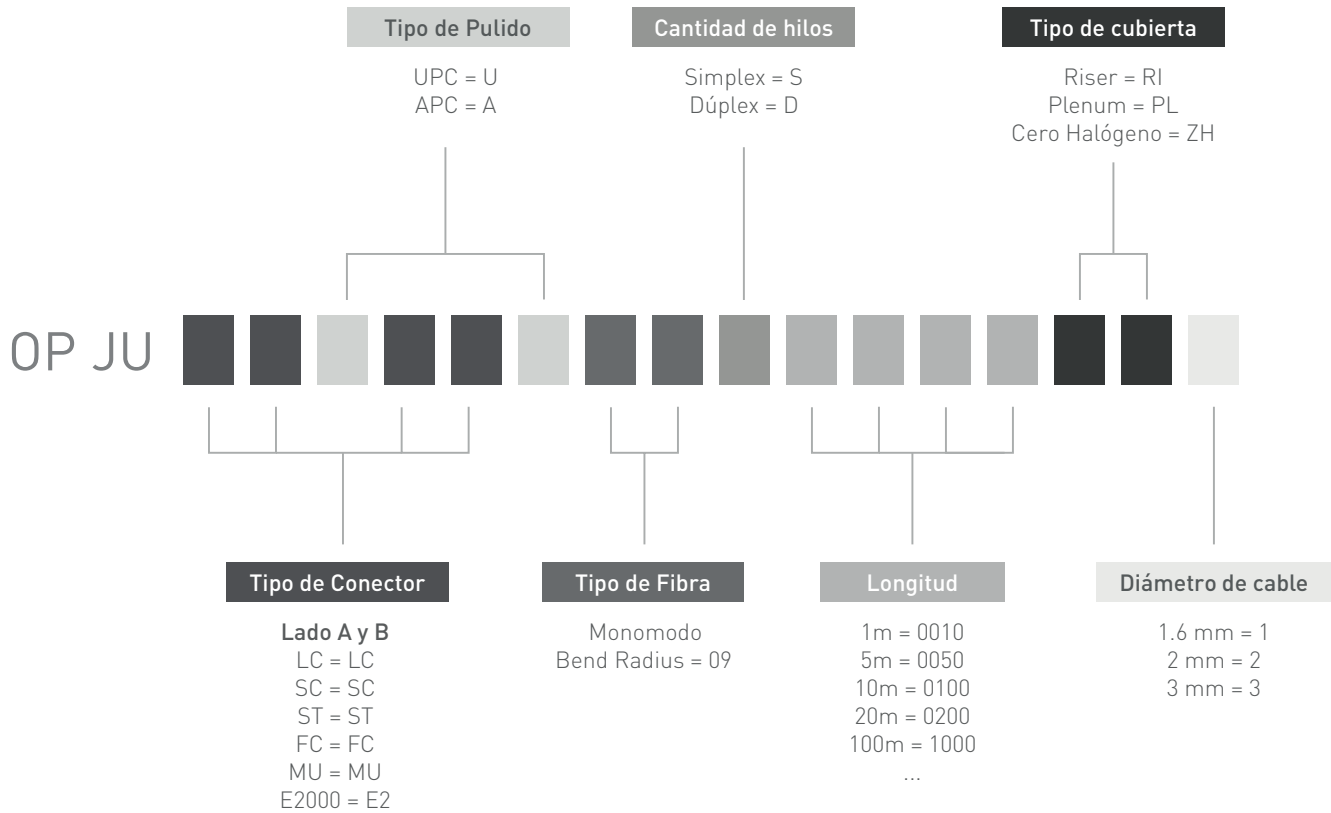 Tipo de Pulido
UPC = U
APC = A
Cantidad de hilos
Simplex = S
Dúplex = D
Tipo de cubierta
Riser = RI
Plenum = PL
Cero Halógeno = ZH
OP JU
Tipo de Conector
Lado A y B
LC = LC
SC = SC
ST = ST
FC = FC
MU = MU
E2000 = E2
Tipo de Fibra
Monomodo
Bend Radius = 09
Longitud
1m = 0010
5m = 0050
10m = 0100
20m = 0200
100m = 1000
...
Diámetro de cable
1.6 mm = 1
2 mm = 2
3 mm = 3